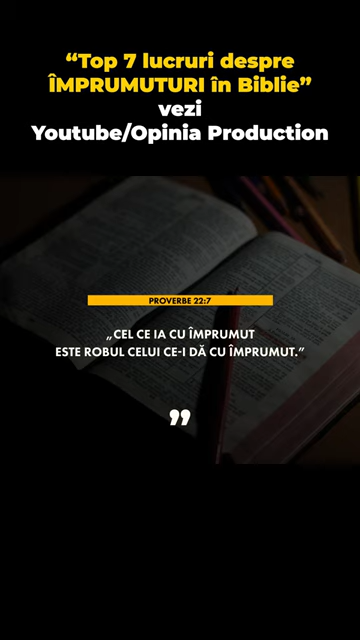 “Top 7 lucruri despre
ÎMPRUMUTURI în Biblie”
vezi
Youtube/Opinia Production
PROVERBE 22:7
„CEL CE IA CU ÎMPRUMUT
ESTE ROBUL CELUI CE-I DĂ CU ÎMPRUMUT.”
”